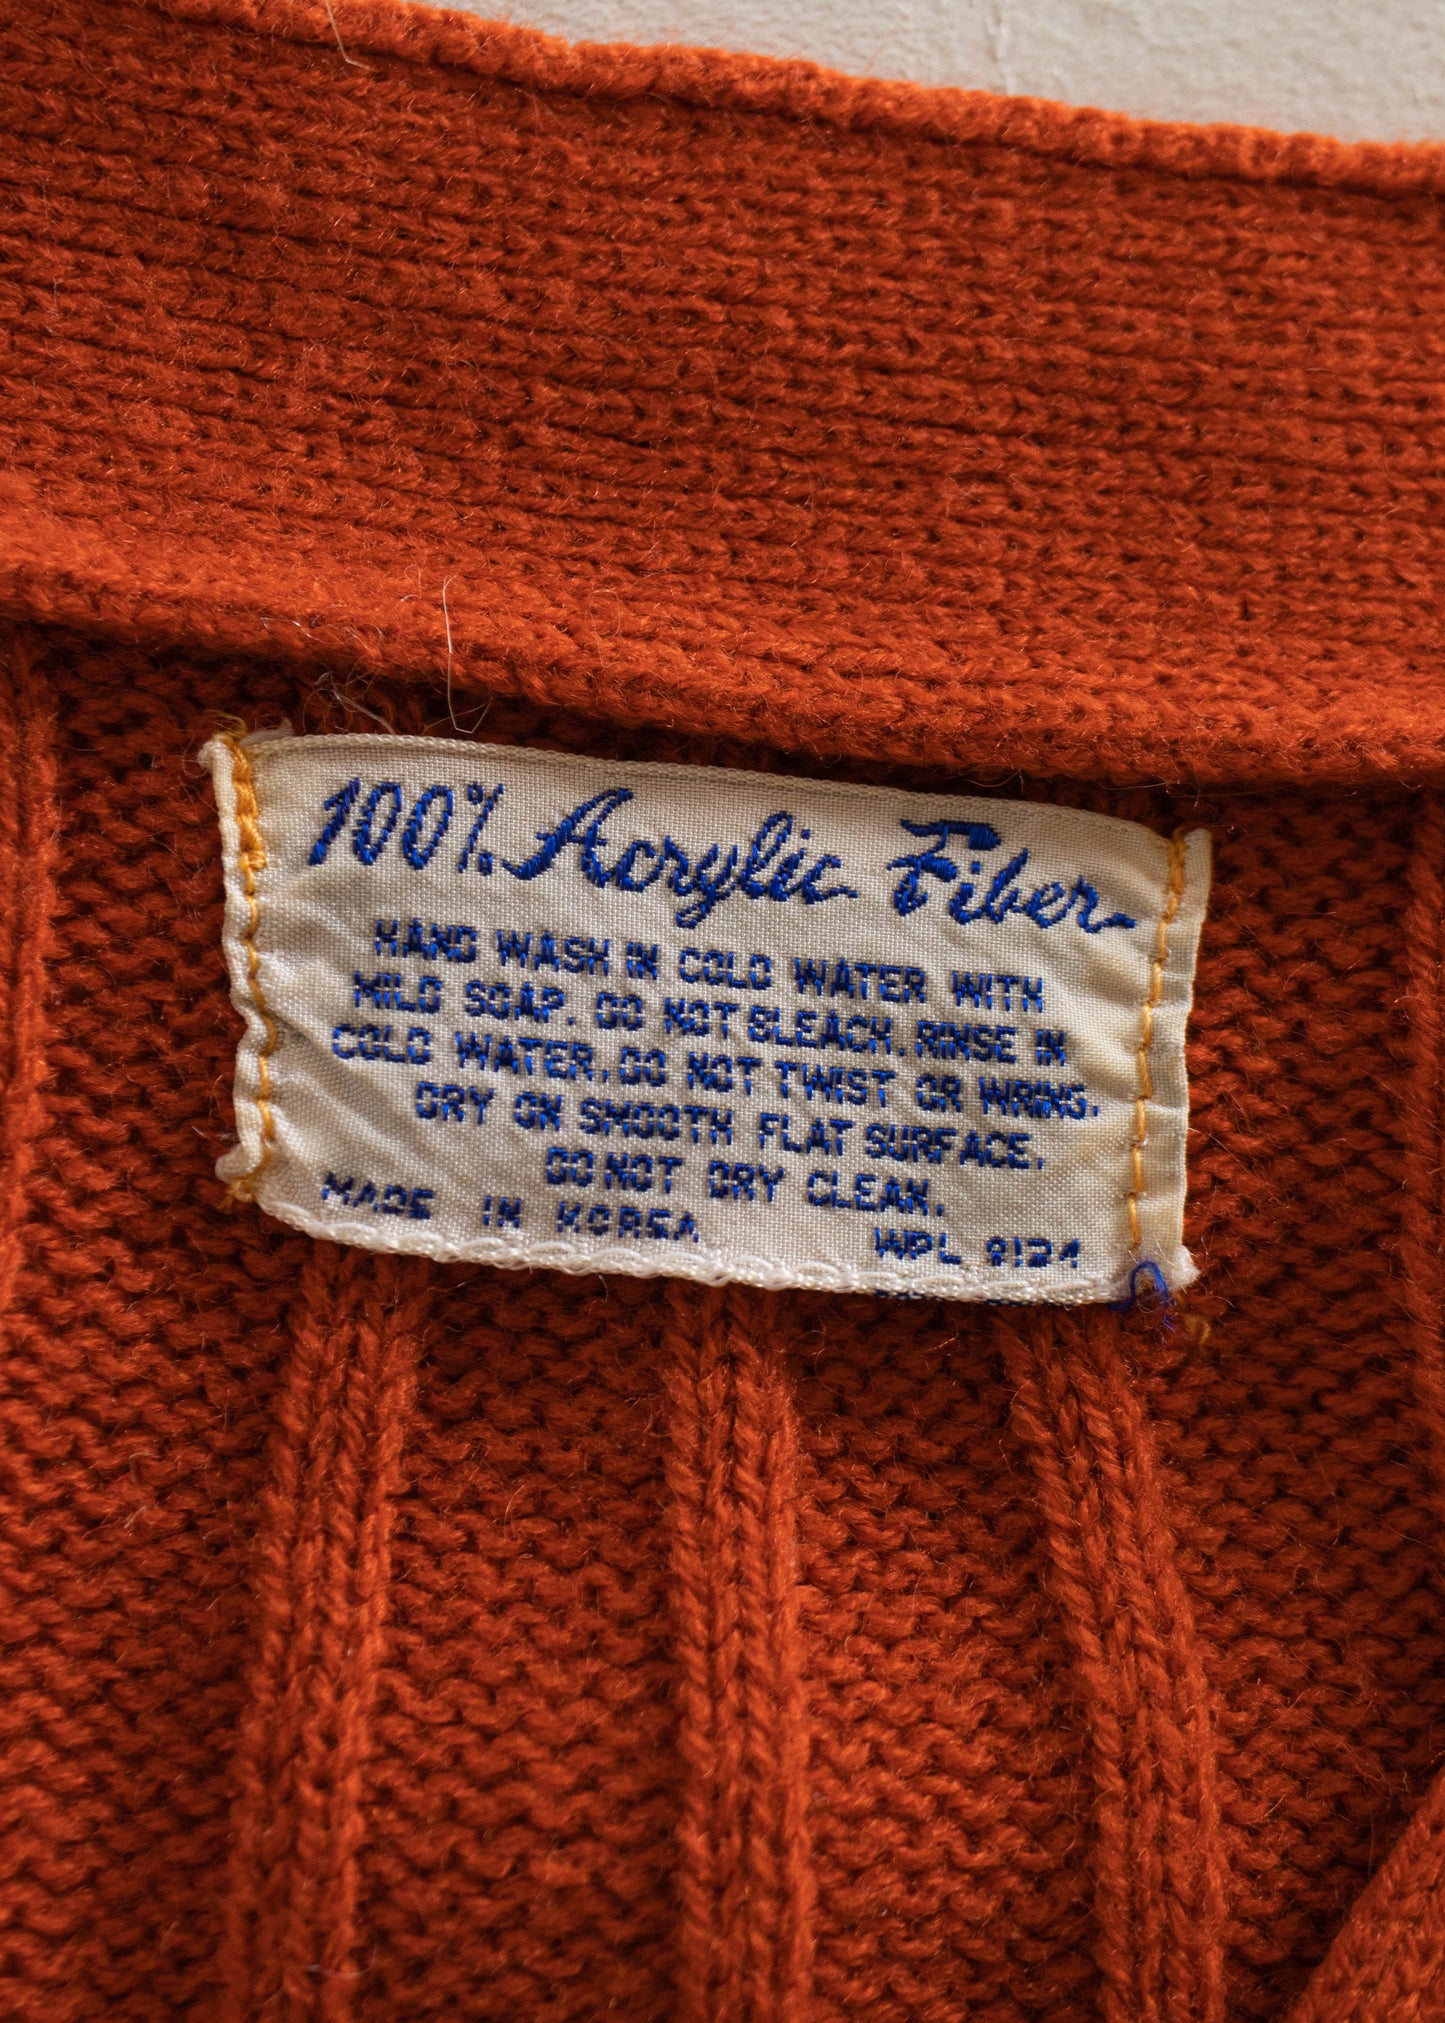 100% Acrylic Fiber
HAND WASH IN COLD WATER WITH
MILD SOAP. DO NOT BLEACH. RINSE IN
COLD WATER, DO NOT TWIST OR WRING.
DRY ON SMOOTH FLAT SURFACE.
DO NOT DRY CLEAN.
MADE IN KOREA WPL 8124